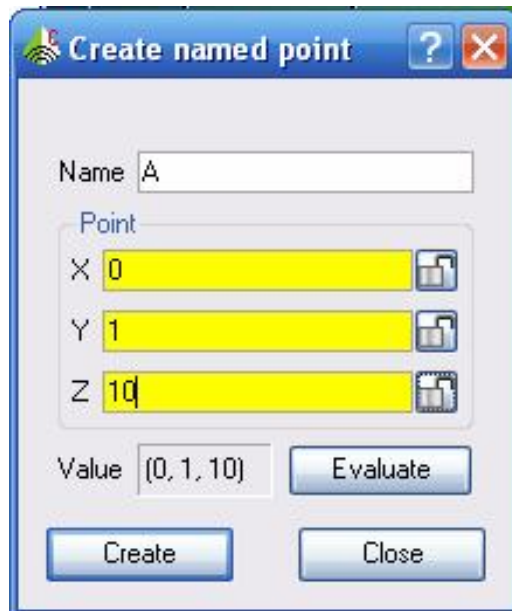 Create named point
Name A
Point
X 0
Y 1
Z 10
Value (0, 1, 10) Evaluate
Create Close